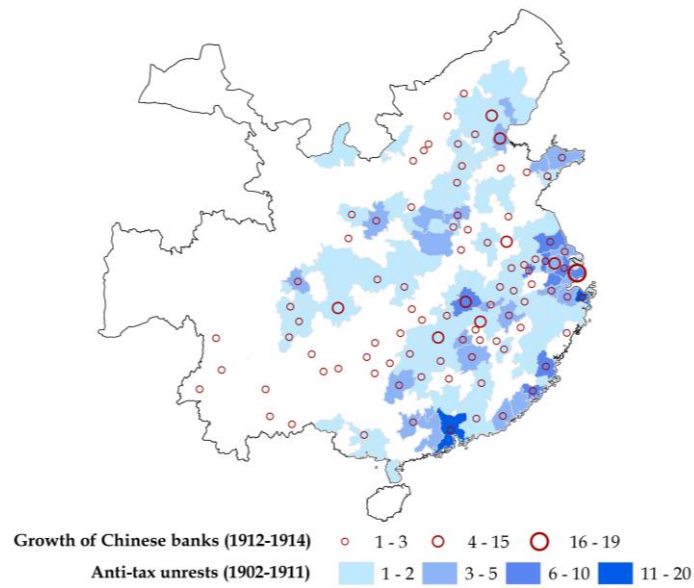 Growth of Chinese banks (1912-1914) 1 - 3 4 - 15 16 - 19
Anti-tax unrests (1902-1911) 1 - 2 3 - 5 6 - 10 11 - 20